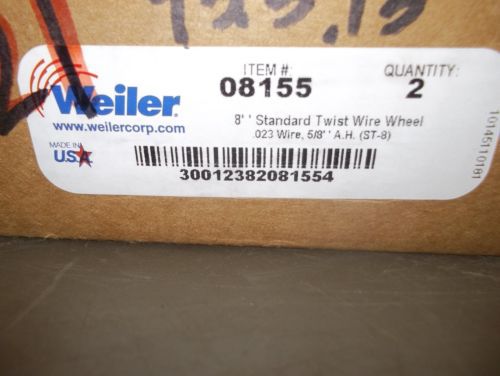 ITEM #: QUANTITY:
Weiler 08155 2
www.weilercorp.com 8'' Standard Twist Wire Wheel
.023 Wire, 5/8'' A.H. (ST-8)
MADE IN
U.S.A.
30012382081554
10145110181